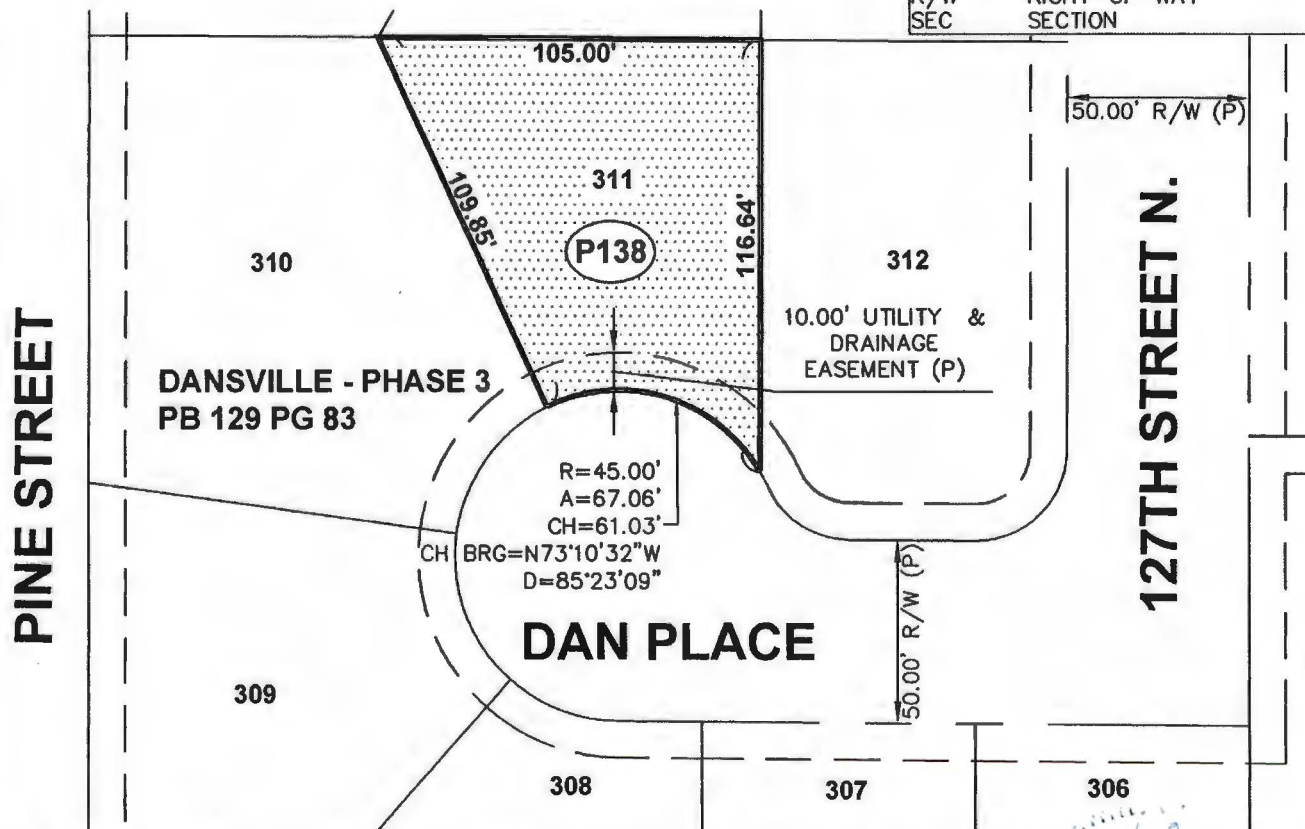 R/W RIGHT OF WAY
SEC SECTION
105.00'
50.00' R/W (P)
311
109.85'
116.64'
P138
310
312
127TH STREET N.
10.00' UTILITY &
DRAINAGE
EASEMENT (P)
PINE STREET
DANSVILLE - PHASE 3
PB 129 PG 83
R=45.00'
A=67.06'
CH=61.03'
CH BRG=N73°10'32"W
D=85°23'09"
50.00' R/W (P)
DAN PLACE
309
308
307
306